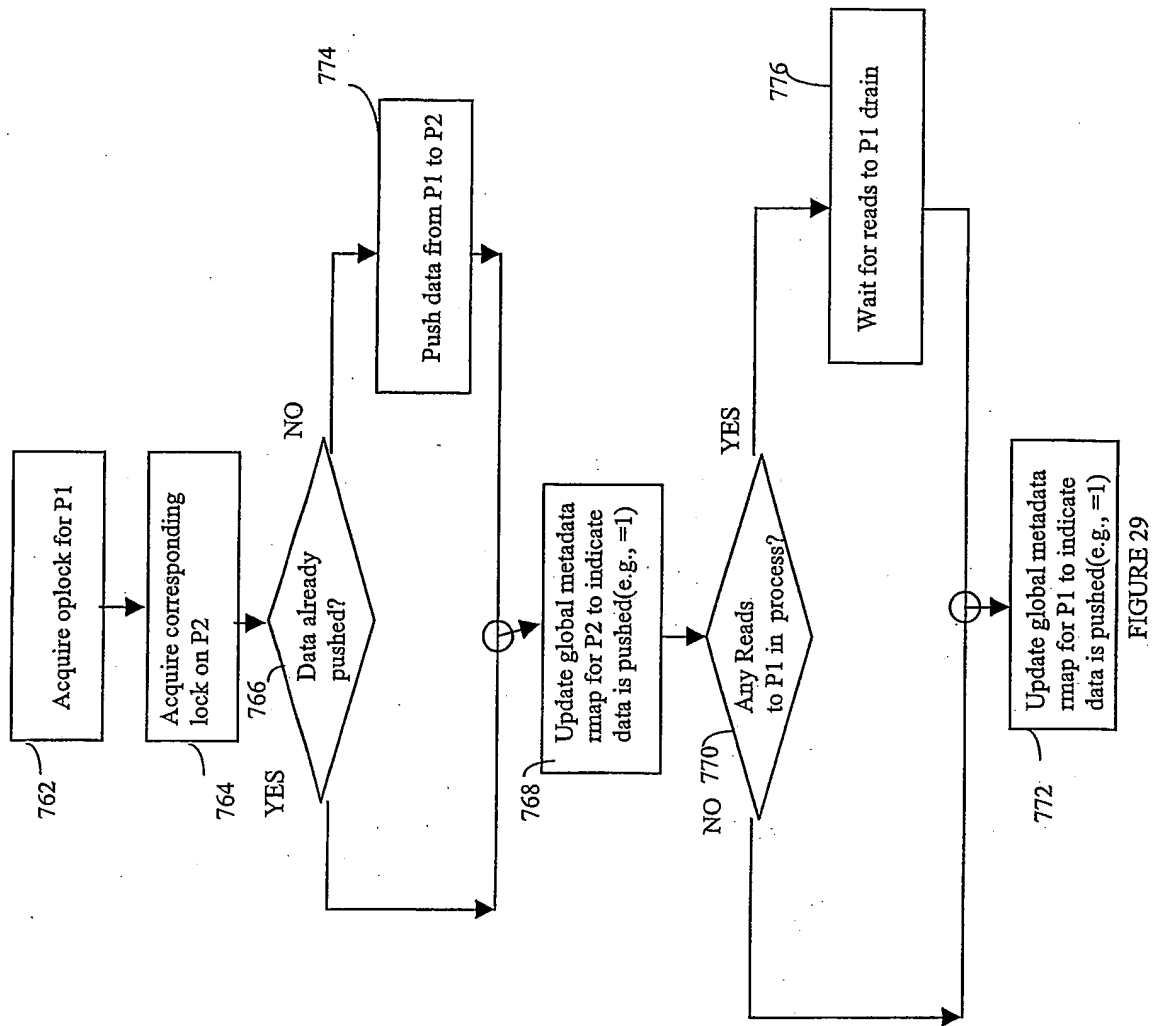 762
Acquire oplock for P1
764
Acquire corresponding
lock on P2
766
Data already
pushed?
YES
NO
774
Push data from P1 to P2
768
Update global metadata
rmap for P2 to indicate
data is pushed(e.g., =1)
770
Any Reads
to P1 in process?
NO
YES
776
Wait for reads to P1 drain
772
Update global metadata
rmap for P1 to indicate
data is pushed(e.g., =1)
FIGURE 29